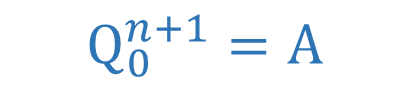 Q₀ⁿ⁺¹ = A